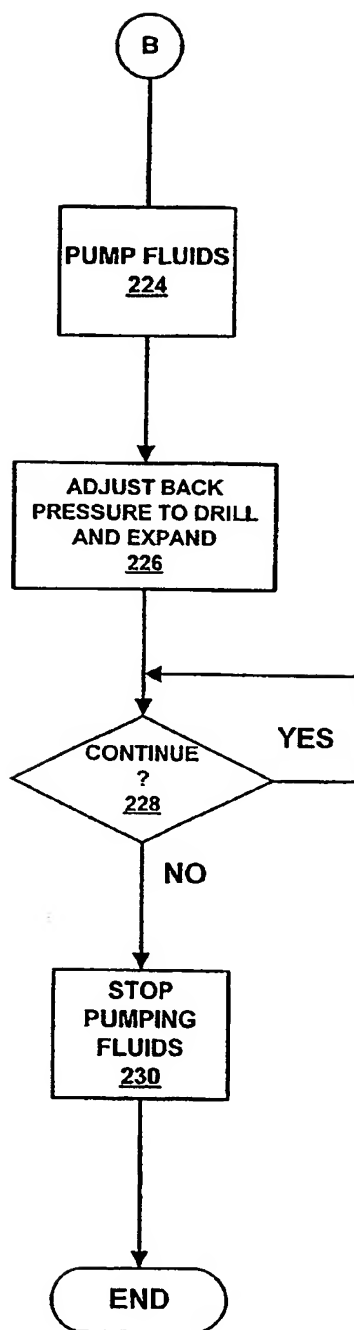 B
PUMP FLUIDS
224
ADJUST BACK
PRESSURE TO DRILL
AND EXPAND
226
CONTINUE
?
228
YES
NO
STOP
PUMPING
FLUIDS
230
END